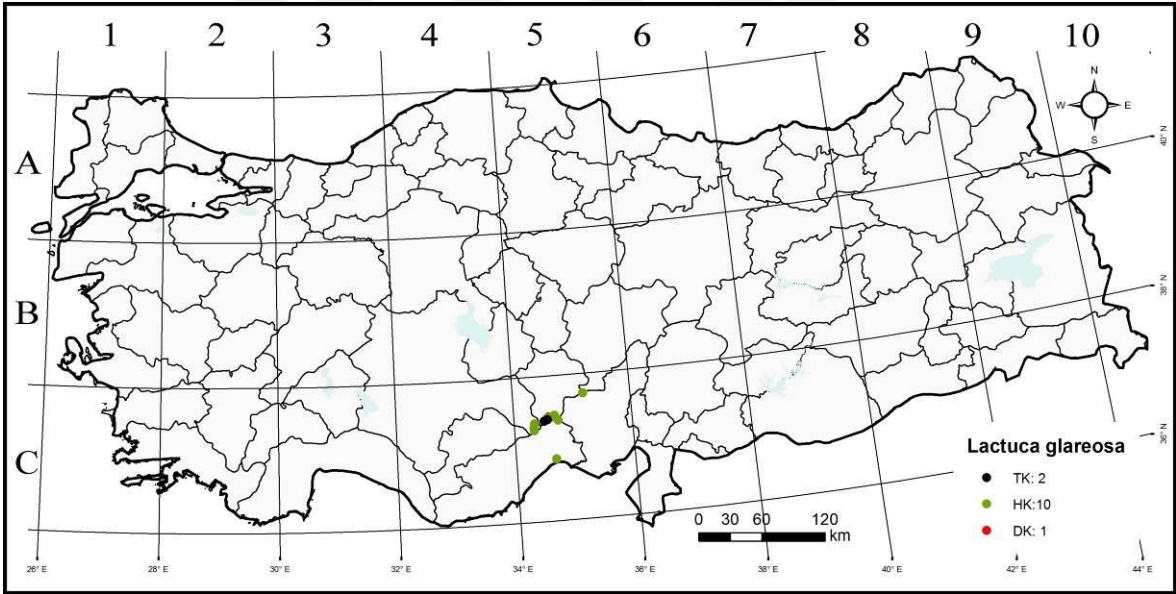 1 2 3 4 5 6 7 8 9 10
N
W E
S
40° N
A
38° N
B
36° N
C
Lactuca glareosa
TK: 2
HK:10
DK: 1
0 30 60 120
km
26° E 28° E 30° E 32° E 34° E 36° E 38° E 40° E 42° E 44° E